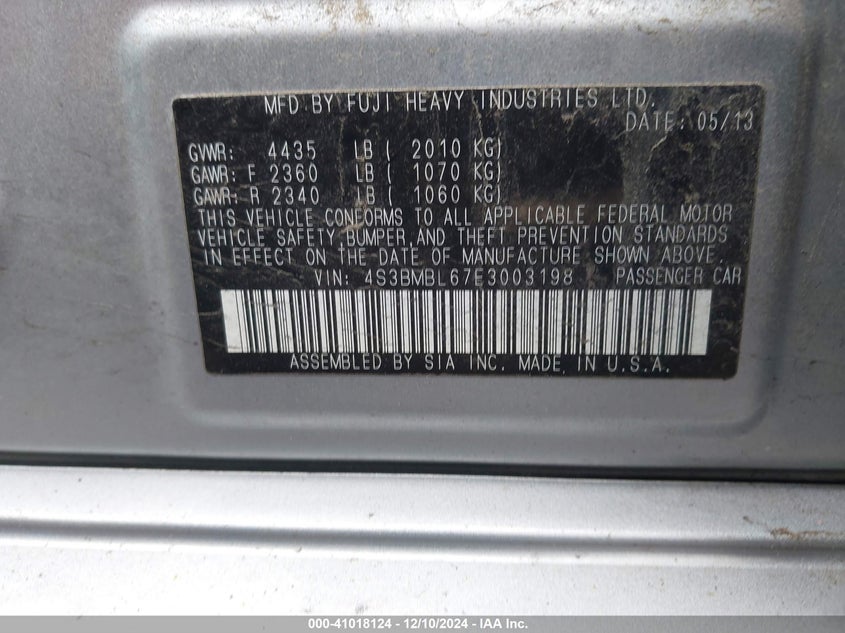 MFD BY FUJI HEAVY INDUSTRIES LTD.
DATE: 05/13
GVWR: 4435 LB ( 2010 KG)
GAWR: F 2360 LB ( 1070 KG)
GAWR: R 2340 LB ( 1060 KG)
THIS VEHICLE CONFORMS TO ALL APPLICABLE FEDERAL MOTOR
VEHICLE SAFETY, BUMPER, AND THEFT PREVENTION STANDARDS
IN EFFECT ON THE DATE OF MANUFACTURE SHOWN ABOVE.
VIN: 4S3BMBL67E3003198 PASSENGER CAR
ASSEMBLED BY SIA INC. MADE IN U.S.A.
000-41018124 - 12/10/2024 - IAA Inc.